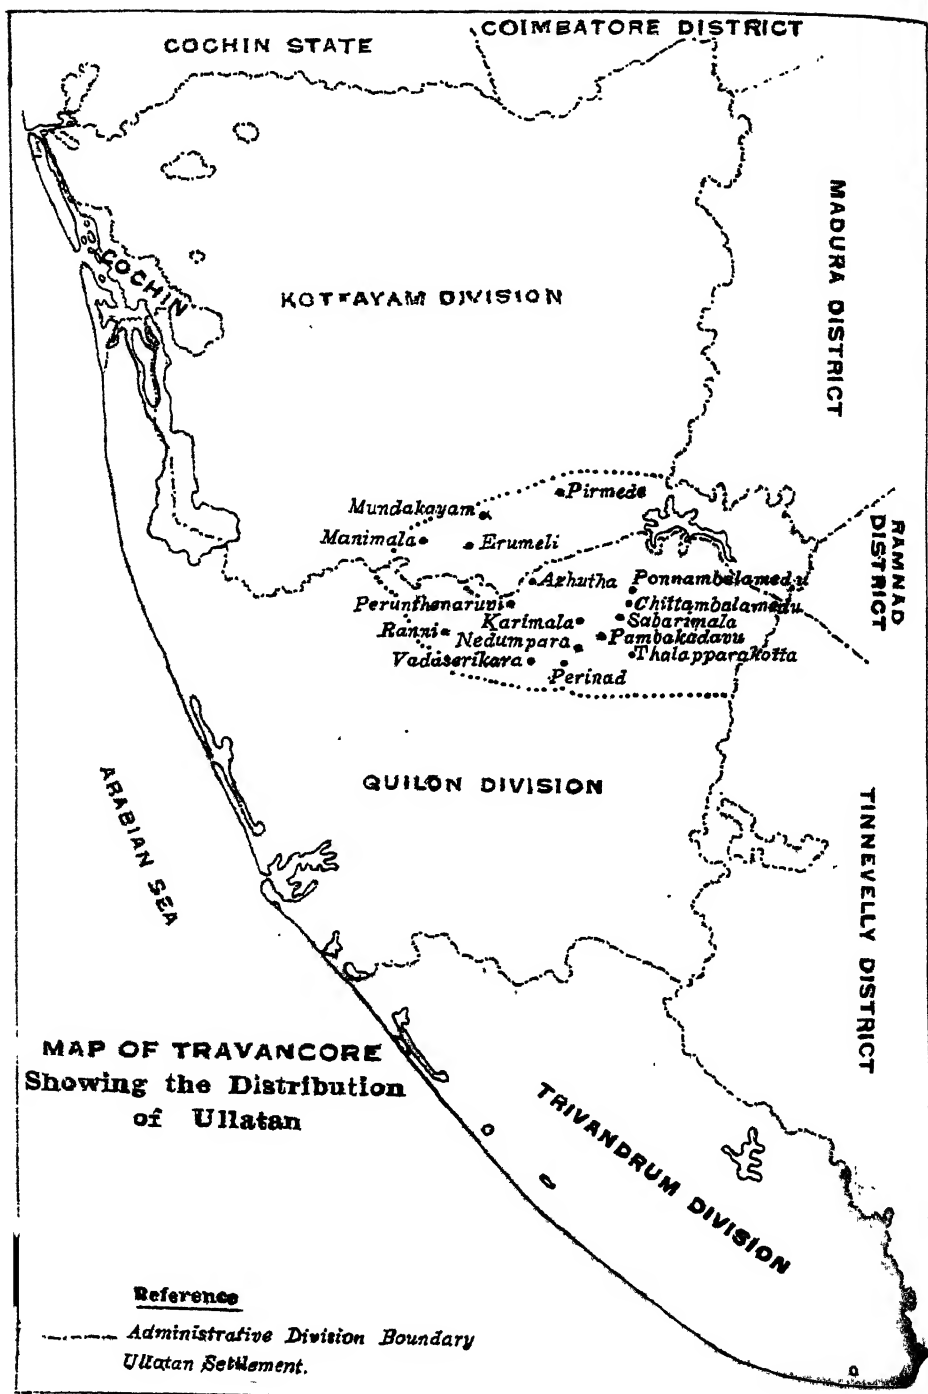 COCHIN STATE
COIMBATORE DISTRICT
MADURA DISTRICT
COCHIN
KOTTAYAM DIVISION
RAMNAD
DISTRICT
Pirmede
Mundakayam
Manimala
Erumeli
Azhutha
Ponnambalamedu
Perunthenaruvi
Chittambalamedu
Karimala
Sabarimala
Ranni
Nedumpara
Pambakadavu
Vadaserikara
Thalapparakotta
Perinad
QUILON DIVISION
ARABIAN SEA
TINNEVELLY DISTRICT
MAP OF TRAVANCORE
Showing the Distribution
of Ullatan
TRIVANDRUM DIVISION
Reference
Administrative Division Boundary
Ullatan Settlement.